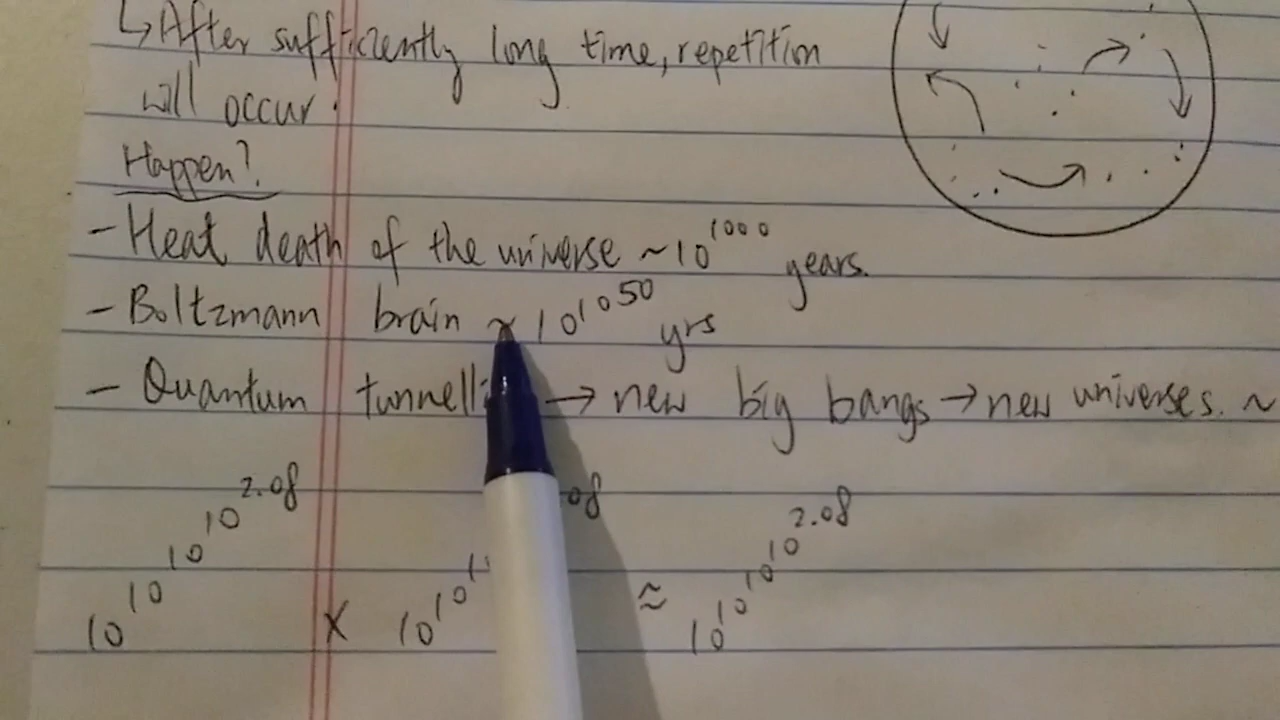 ↳After sufficiently long time, repetition
will occur.
Happen?
- Heat death of the universe ~10^1000 years.
- Boltzmann brain ~ 10^10^50 yrs
- Quantum → new big bangs → new universes. ~
10^10^10^10^2.08 x 10^10 ≈ 10^10^10^10^2.08